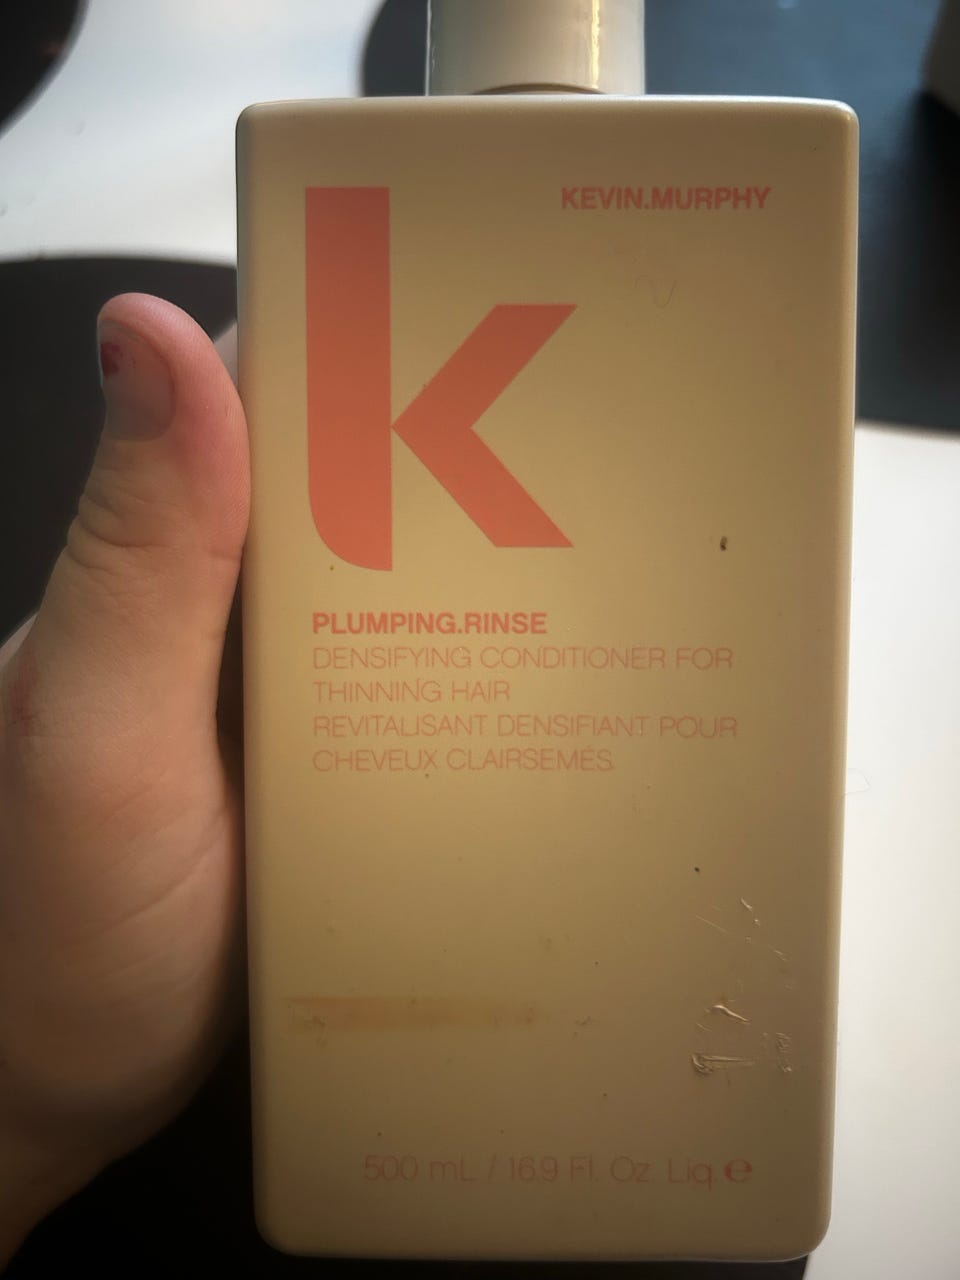 KEVIN.MURPHY
k
PLUMPING.RINSE
DENSIFYING CONDITIONER FOR
THINNING HAIR
REVITALISANT DENSIFIANT POUR
CHEVEUX CLAIRSEMÉS.
500 mL / 16.9 Fl. Oz. Liq. ℮